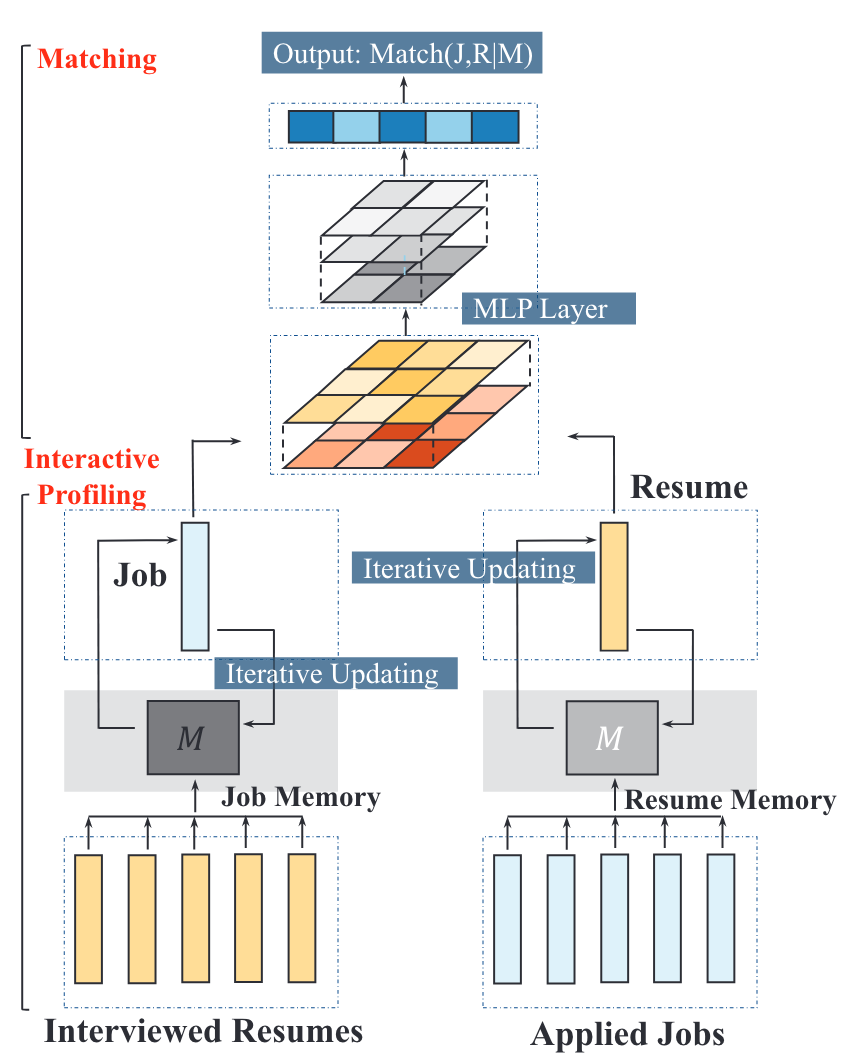 Output: Match(J,R|M)
Matching
MLP Layer
Interactive
Profiling
Resume
Job
Iterative Updating
Iterative Updating
M
M
Job Memory
Resume Memory
Interviewed Resumes
Applied Jobs